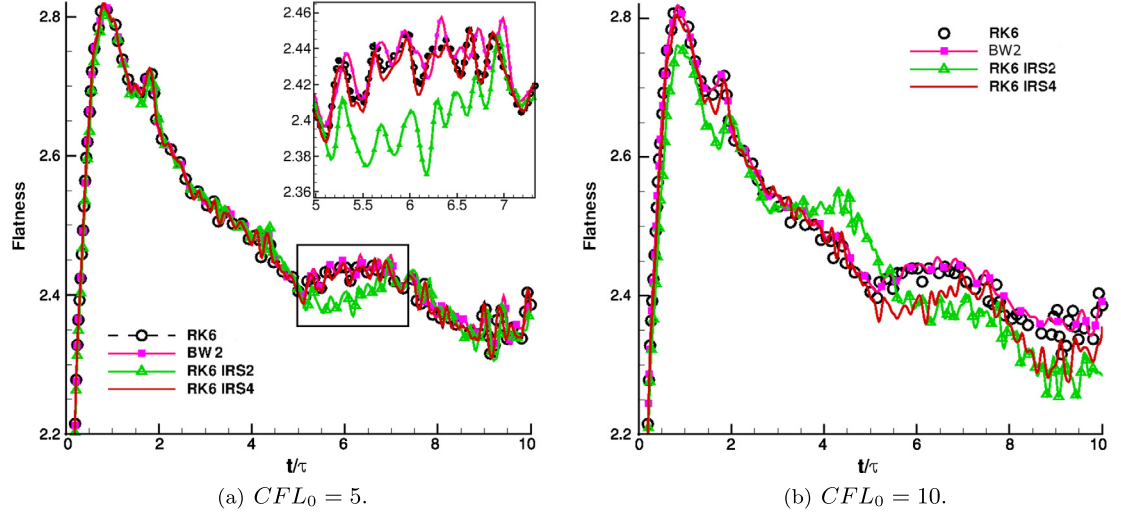 2.8
2.6
2.4
2.2
Flatness
0
2
4
6
8
10
t/τ
2.46
2.44
2.42
2.4
2.38
2.36
5
5.5
6
6.5
7
RK6
BW2
RK6 IRS2
RK6 IRS4
(a) CFL₀ = 5.
2.8
2.6
2.4
2.2
Flatness
0
2
4
6
8
10
t/τ
RK6
BW2
RK6 IRS2
RK6 IRS4
(b) CFL₀ = 10.